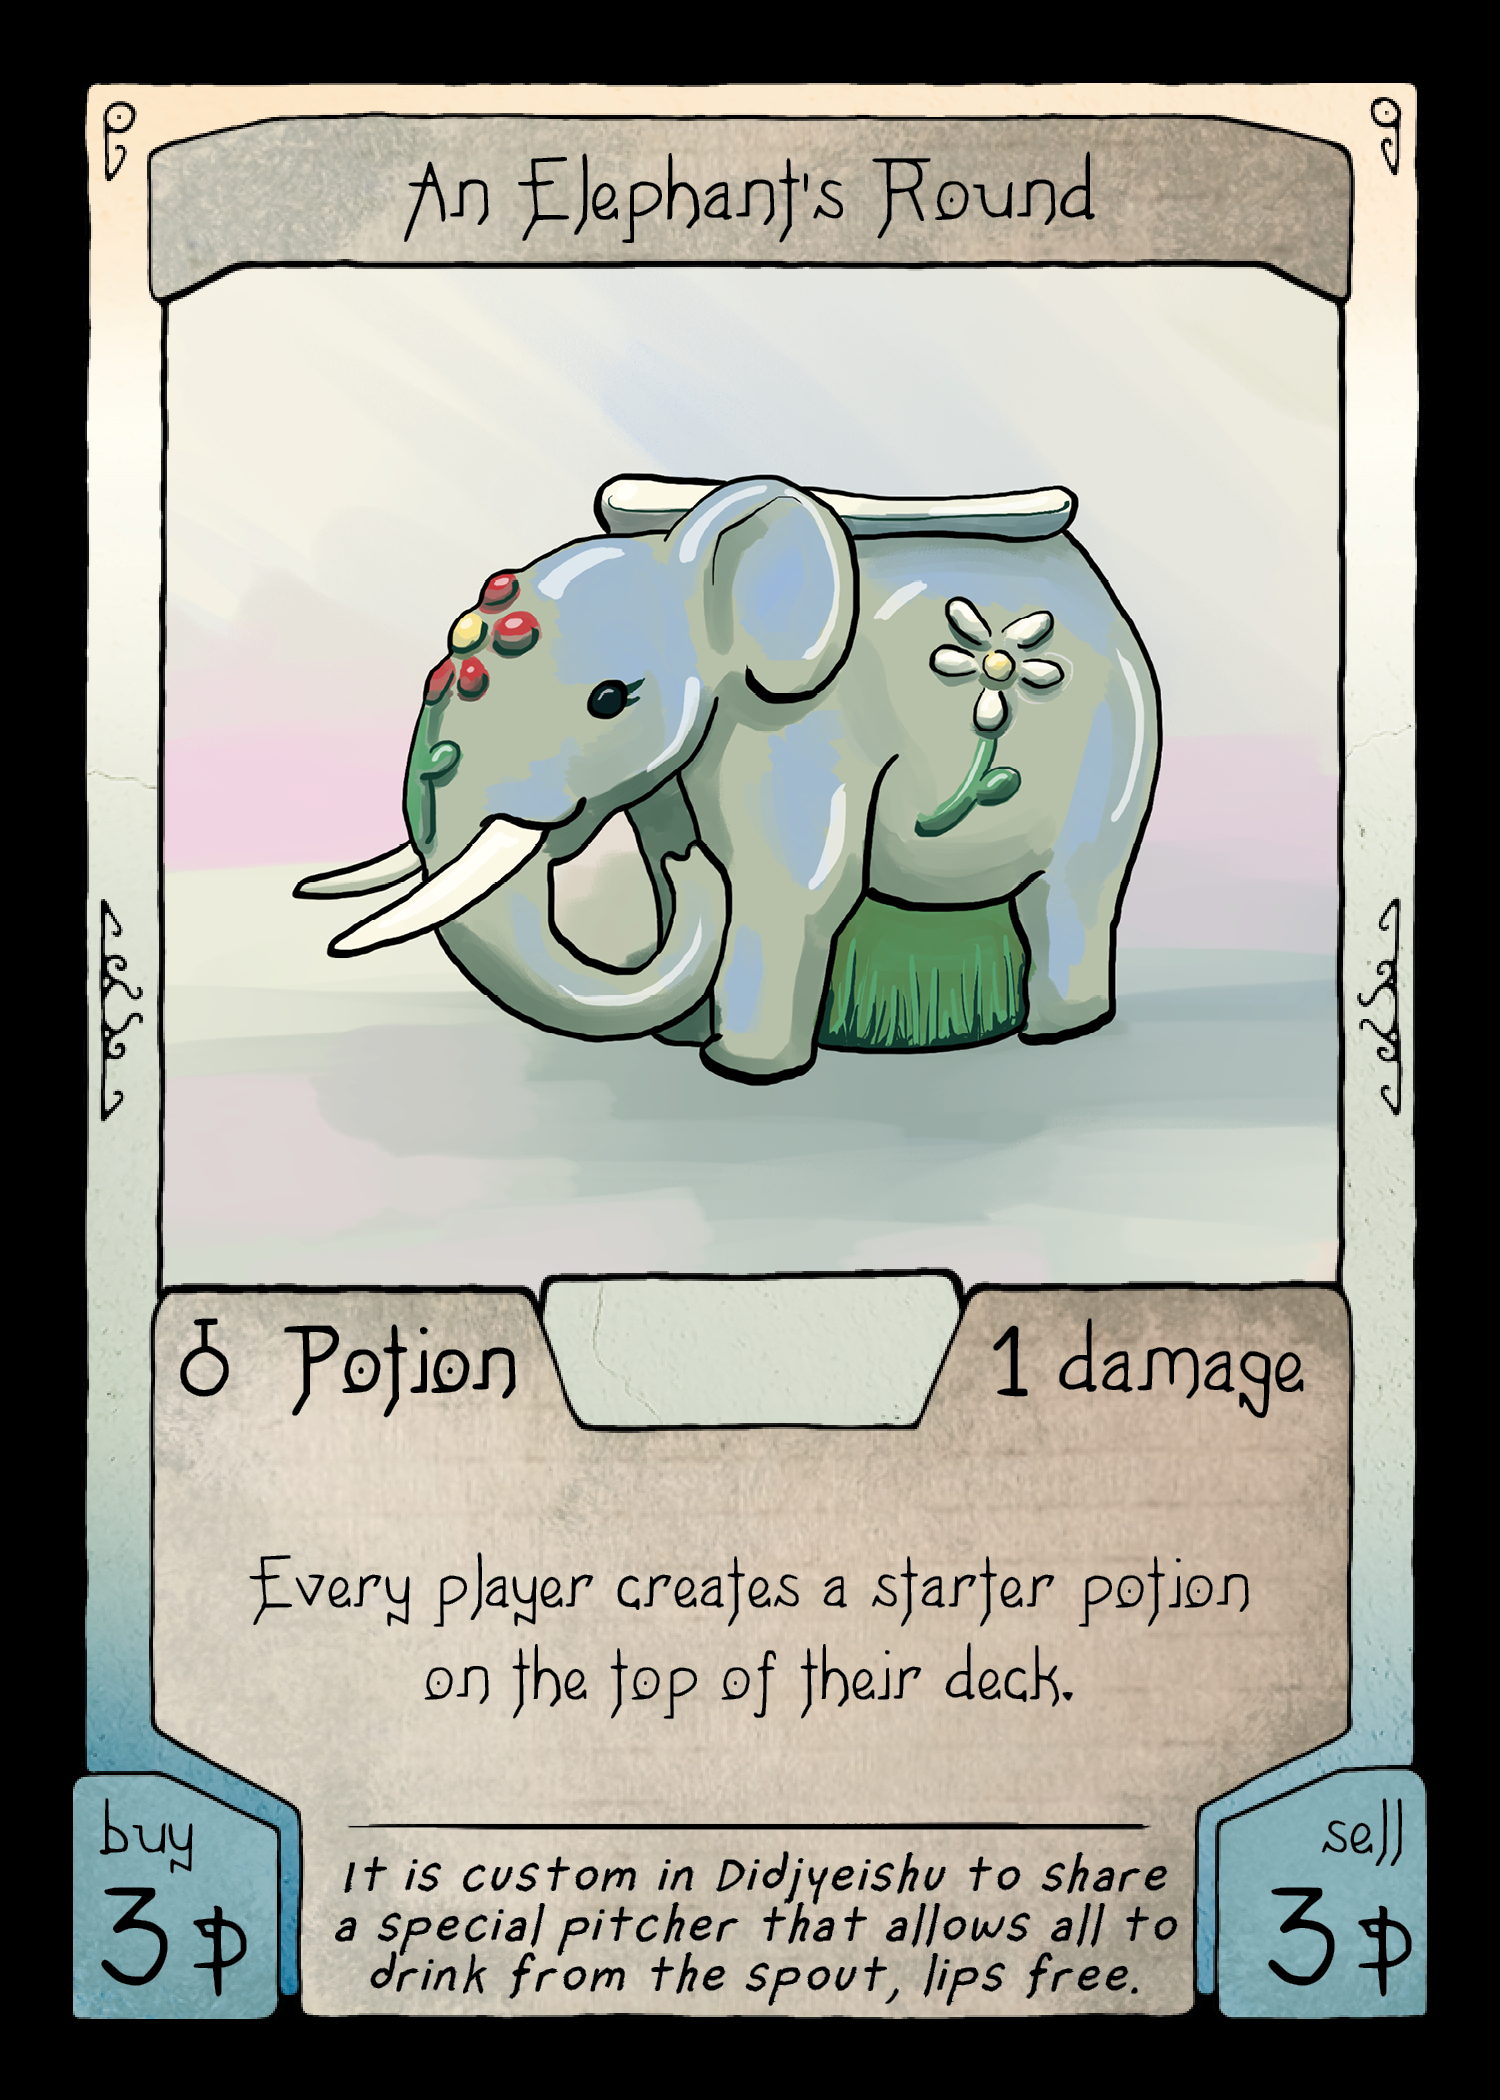 An Elephant's Round
Potion
1 damage
Every player creates a starter potion
on the top of their deck.
buy
3
sell
3
It is custom in Didjyeishu to share
a special pitcher that allows all to
drink from the spout, lips free.